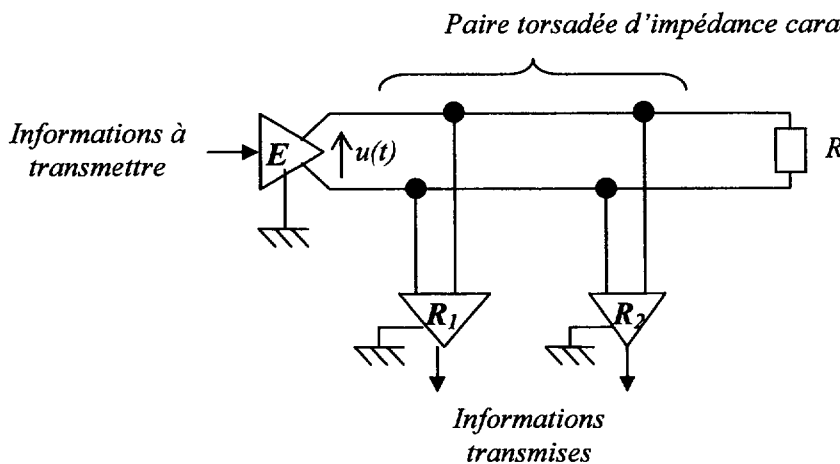 Paire torsadée d'impédance cara
Informations à
transmettre
E
u(t)
R
R1
R2
Informations
transmises